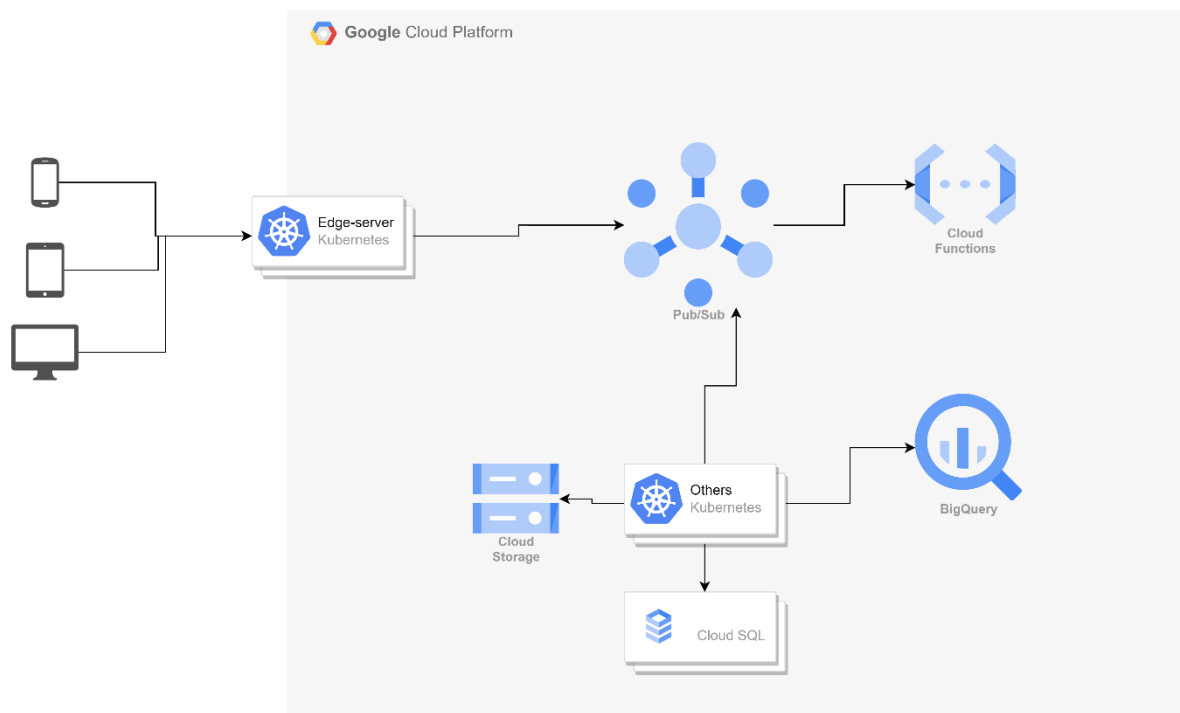 Google Cloud Platform
Edge-server
Kubernetes
Cloud
Functions
Pub/Sub
Others
Kubernetes
BigQuery
Cloud
Storage
Cloud SQL